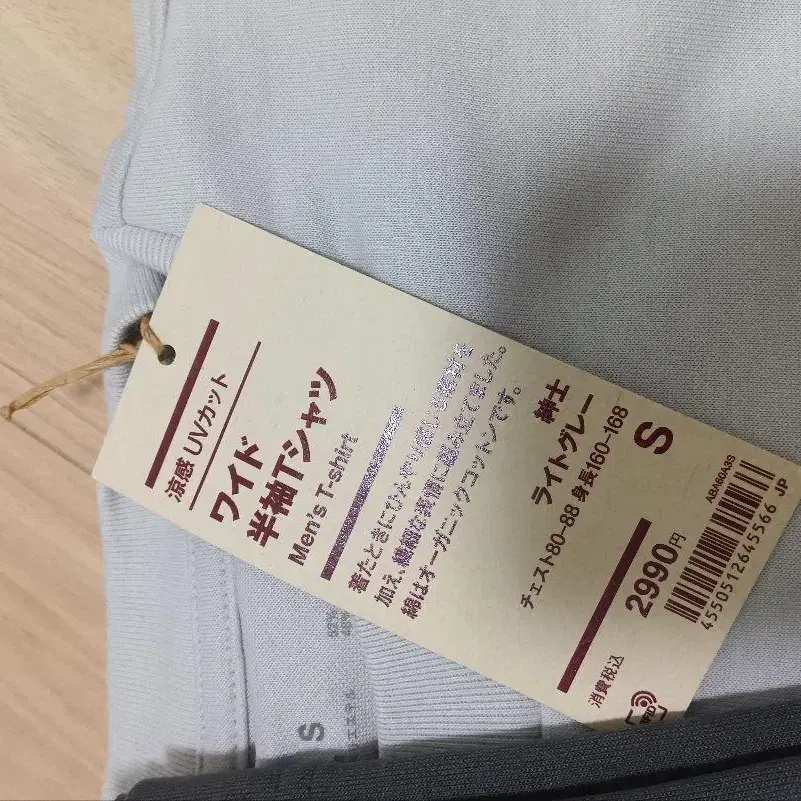 涼感 UVカット
ワイド
半袖Tシャツ
Men's T-shirt
着たときにひんやり感じる素材を
加え、繊細な表情に編み立てました。
綿はオーガニックコットンです。
紳士
ライトグレー
チェスト80-88 身長160-168
S
2990円
消費税込
ABA60A3S
4550512645566 JP
S